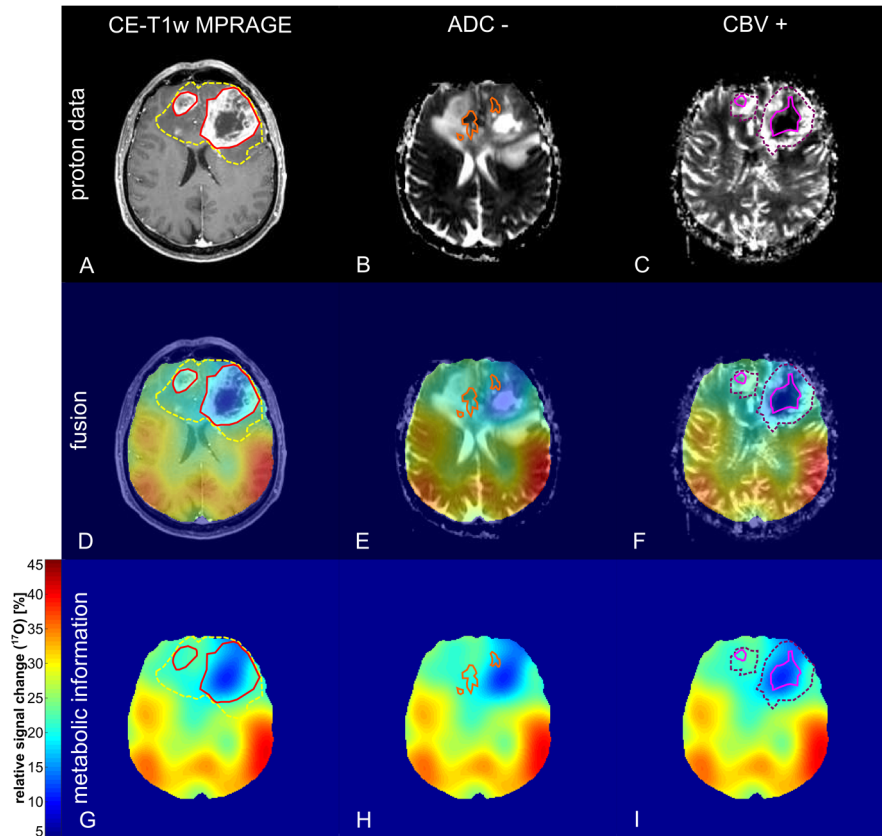 CE-T1w MPRAGE
ADC -
CBV +
proton data
A
B
C
fusion
D
E
F
relative signal change (¹⁷O) [%]
45
40
35
30
25
20
15
10
5
metabolic information
G
H
I